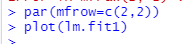 > par(mfrow=c(2,2))
> plot(lm.fit1)
>